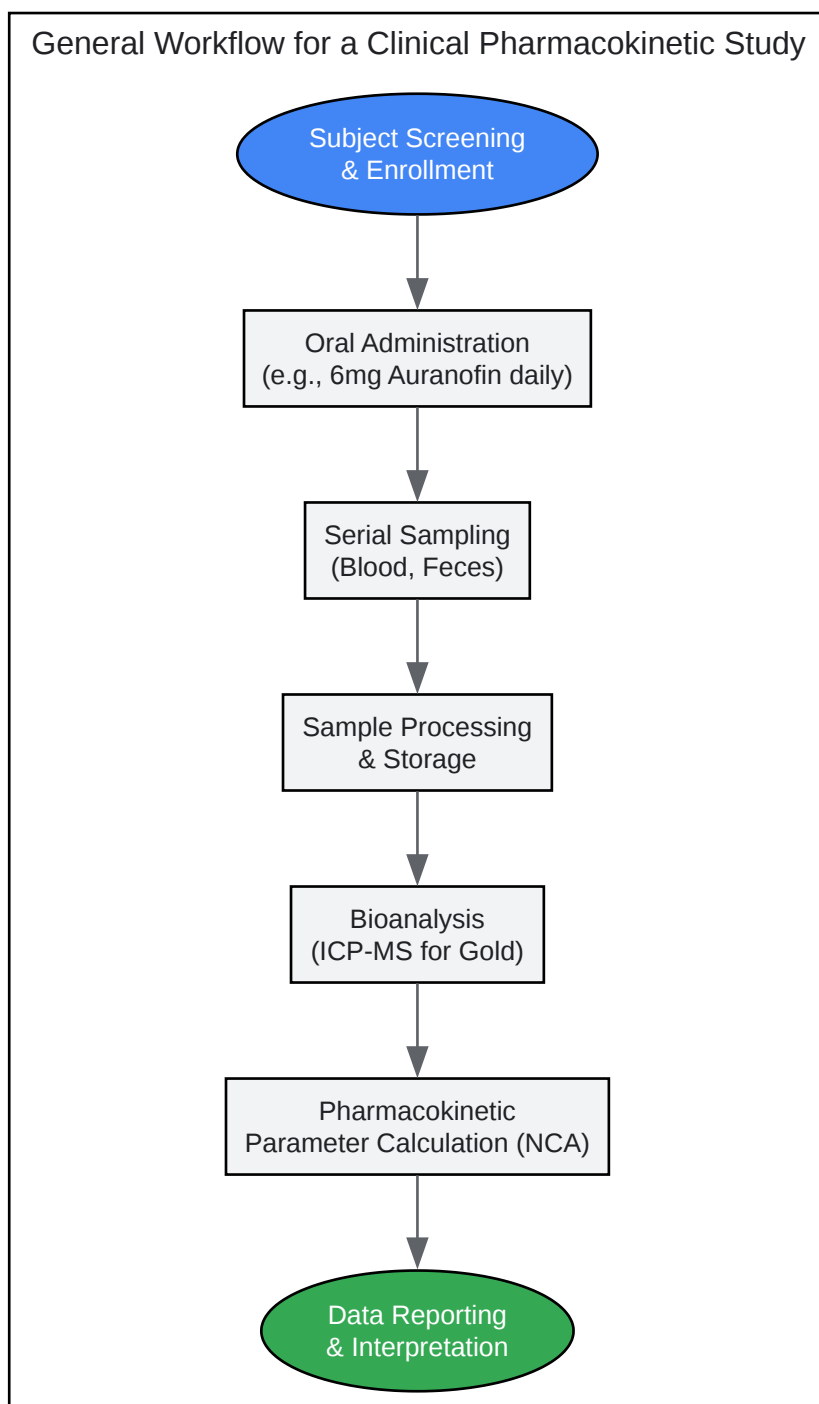 General Workflow for a Clinical Pharmacokinetic Study
Subject Screening
& Enrollment
Oral Administration
(e.g., 6mg Auranofin daily)
Serial Sampling
(Blood, Feces)
Sample Processing
& Storage
Bioanalysis
(ICP-MS for Gold)
Pharmacokinetic
Parameter Calculation (NCA)
Data Reporting
& Interpretation